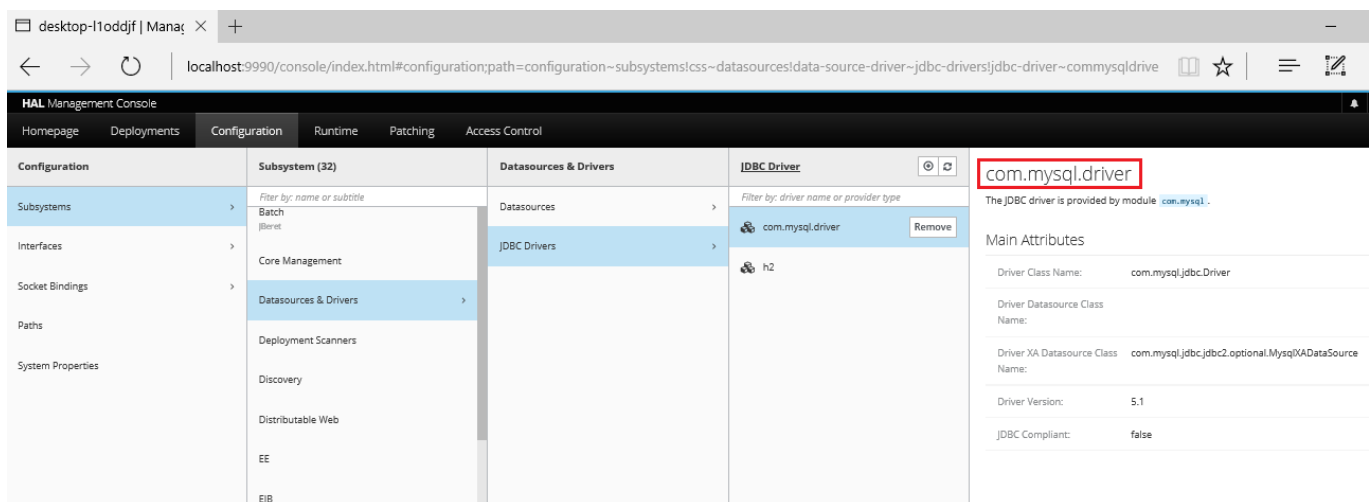 desktop-l1oddjf | Manag
localhost:9990/console/index.html#configuration;path=configuration~subsystems!css~datasources!data-source-driver~jdbc-drivers!jdbc-driver~commysqldrive
HAL Management Console
Homepage Deployments Configuration Runtime Patching Access Control
Configuration
Subsystems
Interfaces
Socket Bindings
Paths
System Properties
Subsystem (32)
Filter by: name or subtitle
Batch
JBeret
Core Management
Datasources & Drivers
Deployment Scanners
Discovery
Distributable Web
EE
EJB
Datasources & Drivers
Datasources
JDBC Drivers
JDBC Driver
Filter by: driver name or provider type
com.mysql.driver Remove
h2
com.mysql.driver
The JDBC driver is provided by module com.mysql .
Main Attributes
Driver Class Name: com.mysql.jdbc.Driver
Driver Datasource Class
Name:
Driver XA Datasource Class com.mysql.jdbc.jdbc2.optional.MysqlXADataSource
Name:
Driver Version: 5.1
JDBC Compliant: false